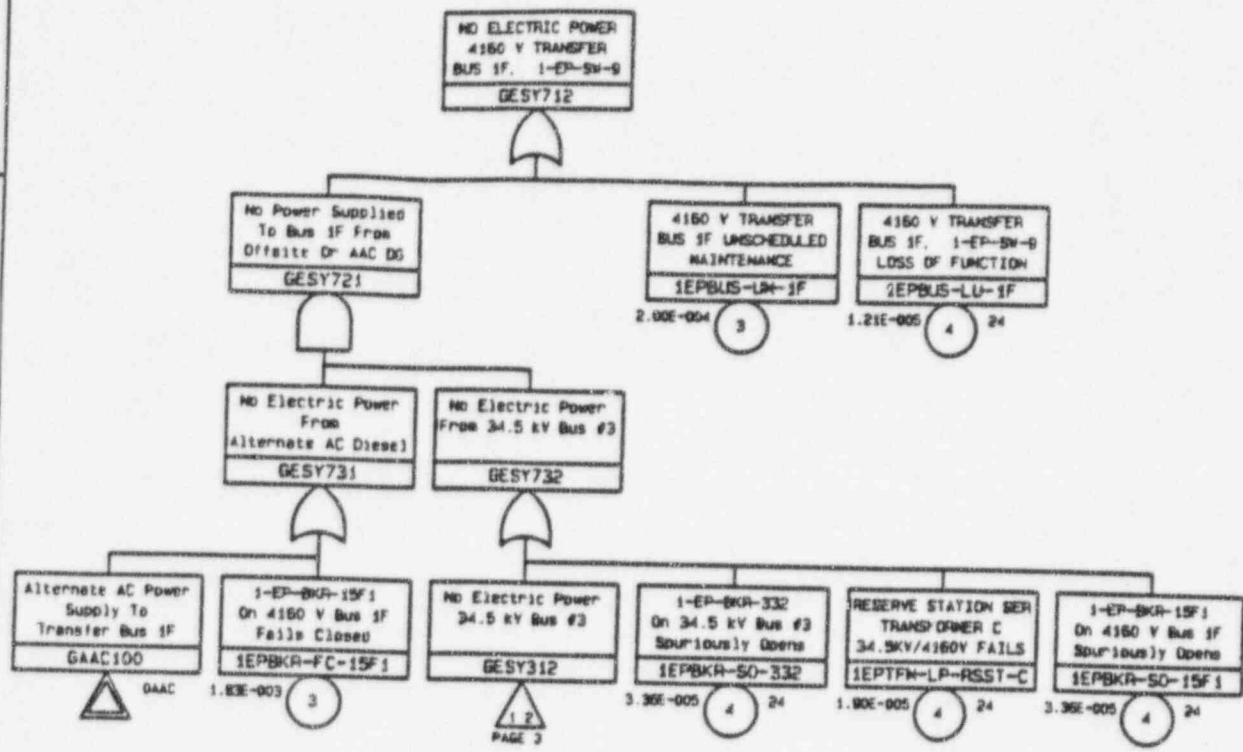 NO ELECTRIC POWER
4160 V TRANSFER
BUS 1F. 1-EP-SW-9
GESY712
No Power Supplied
To Bus 1F From
Offsite Or AAC DG
GESY721
4160 V TRANSFER
BUS 1F UNSCHEDULED
MAINTENANCE
1EPBUS-UM-1F
2.00E-004
3
4160 V TRANSFER
BUS 1F. 1-EP-SW-9
LOSS OF FUNCTION
1EPBUS-LU-1F
1.21E-005
4
24
No Electric Power
From
Alternate AC Diesel
GESY731
No Electric Power
From 34.5 kV Bus #3
GESY732
Alternate AC Power
Supply To
Transfer Bus 1F
GAAC100
GAAC
1-EP-BKR-15F1
On 4160 V Bus 1F
Fails Closed
1EPBKR-FC-15F1
1.83E-003
3
No Electric Power
34.5 kV Bus #3
GESY312
1 2
PAGE 3
1-EP-BKR-332
On 34.5 kV Bus #3
Spuriously Opens
1EPBKR-SO-332
3.36E-005
4
24
RESERVE STATION SER
TRANSFORMER C
34.5KV/4160V FAILS
1EPTFM-LP-RSST-C
1.90E-005
4
24
1-EP-BKR-15F1
On 4160 V Bus 1F
Spuriously Opens
1EPBKR-SO-15F1
3.36E-005
4
24